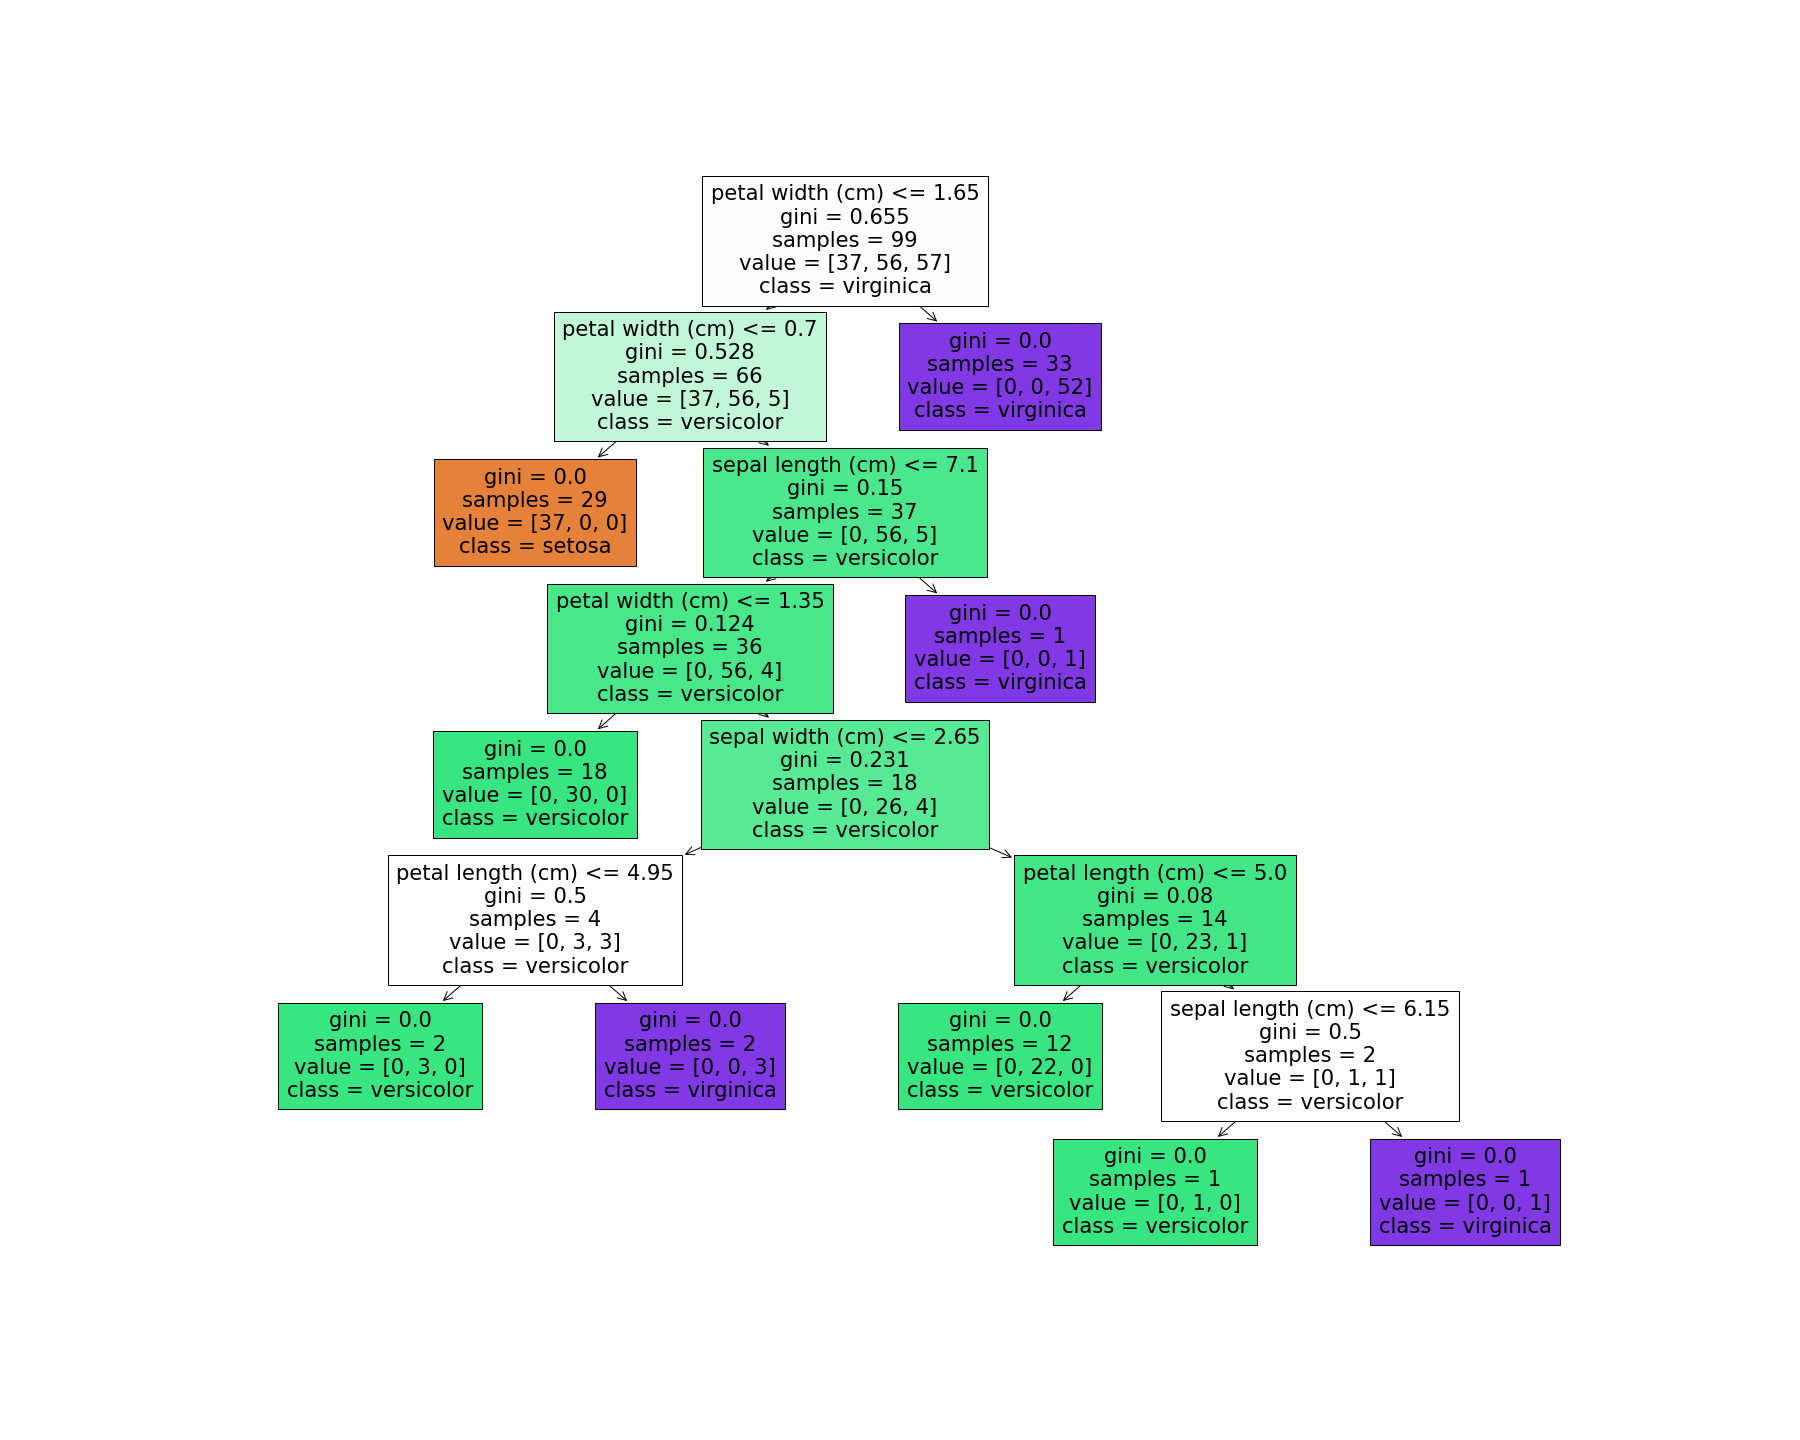 petal width (cm) <= 1.65
gini = 0.655
samples = 99
value = [37, 56, 57]
class = virginica
petal width (cm) <= 0.7
gini = 0.528
samples = 66
value = [37, 56, 5]
class = versicolor
gini = 0.0
samples = 33
value = [0, 0, 52]
class = virginica
gini = 0.0
samples = 29
value = [37, 0, 0]
class = setosa
sepal length (cm) <= 7.1
gini = 0.15
samples = 37
value = [0, 56, 5]
class = versicolor
petal width (cm) <= 1.35
gini = 0.124
samples = 36
value = [0, 56, 4]
class = versicolor
gini = 0.0
samples = 1
value = [0, 0, 1]
class = virginica
gini = 0.0
samples = 18
value = [0, 30, 0]
class = versicolor
sepal width (cm) <= 2.65
gini = 0.231
samples = 18
value = [0, 26, 4]
class = versicolor
petal length (cm) <= 4.95
gini = 0.5
samples = 4
value = [0, 3, 3]
class = versicolor
petal length (cm) <= 5.0
gini = 0.08
samples = 14
value = [0, 23, 1]
class = versicolor
gini = 0.0
samples = 2
value = [0, 3, 0]
class = versicolor
gini = 0.0
samples = 2
value = [0, 0, 3]
class = virginica
gini = 0.0
samples = 12
value = [0, 22, 0]
class = versicolor
sepal length (cm) <= 6.15
gini = 0.5
samples = 2
value = [0, 1, 1]
class = versicolor
gini = 0.0
samples = 1
value = [0, 1, 0]
class = versicolor
gini = 0.0
samples = 1
value = [0, 0, 1]
class = virginica